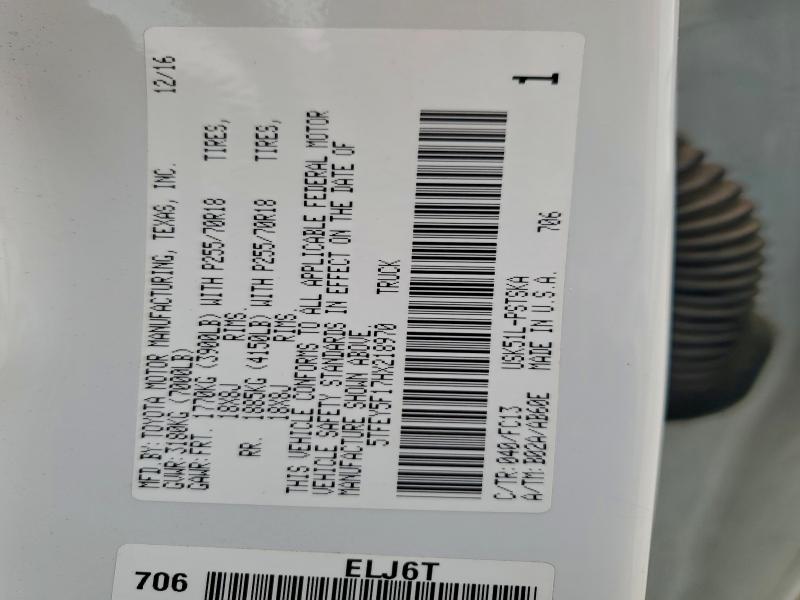 MFD BY: TOYOTA MOTOR MANUFACTURING, TEXAS, INC. 12/16
GVWR: 3180KG (7000LB)
GAWR: FRT. 1770KG (3900LB) WITH P255/70R18 TIRES,
18X8J RIMS.
RR. 1885KG (4150LB) WITH P255/70R18 TIRES,
18X8J RIMS.
THIS VEHICLE CONFORMS TO ALL APPLICABLE FEDERAL MOTOR
VEHICLE SAFETY STANDARDS IN EFFECT ON THE DATE OF
MANUFACTURE SHOWN ABOVE
5TFEY5F17HX218970 TRUCK
C/TR: 040/FC13 USK51L-PSTSKA 706
A/TM: B02A/AB60E MADE IN U.S.A. 1
706 ELJ6T